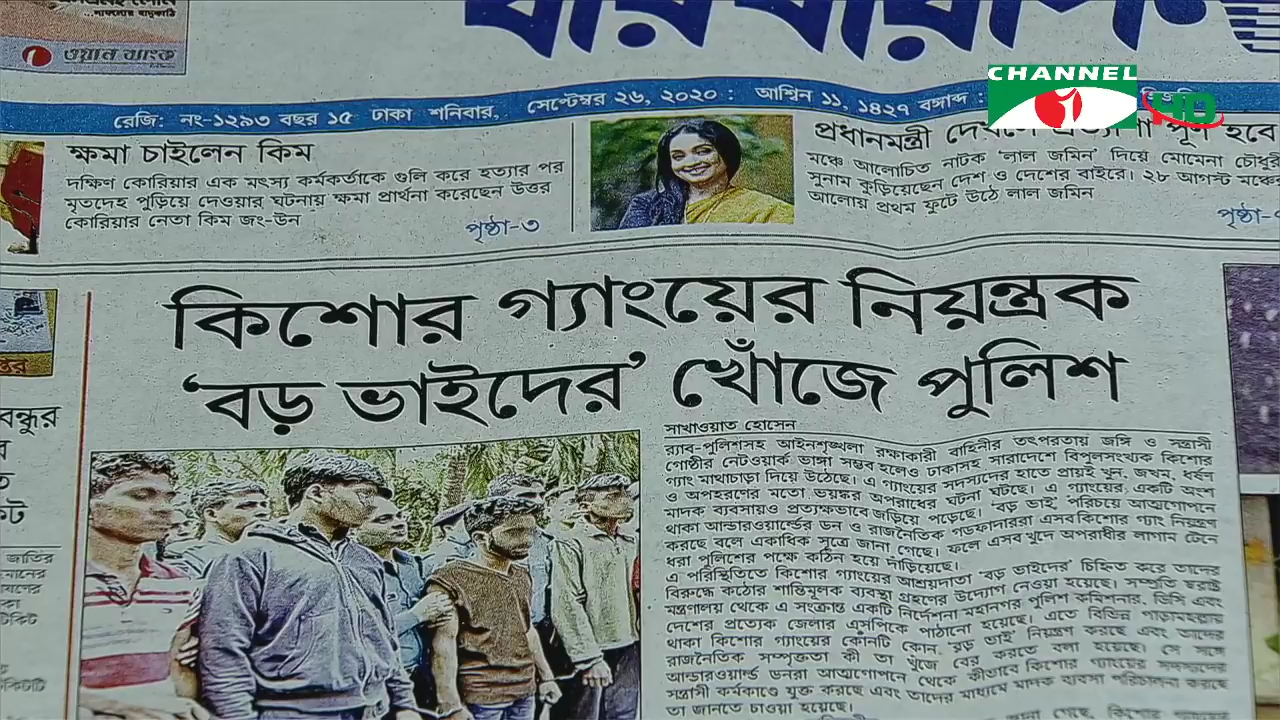 ওয়ান ব্যাংক
CHANNEL
HD
রেজি: নং-১২৯৩ বছর ১৫ ঢাকা শনিবার, সেপ্টেম্বর ২৬, ২০২০ : আশ্বিন ১১, ১৪২৭ বঙ্গাব্দ :
ক্ষমা চাইলেন কিম
দক্ষিণ কোরিয়ার এক মৎস্য কর্মকর্তাকে গুলি করে হত্যার পর
মৃতদেহ পুড়িয়ে দেওয়ার ঘটনায় ক্ষমা প্রার্থনা করেছেন উত্তর
কোরিয়ার নেতা কিম জং-উন
পৃষ্ঠা-৩
প্রধানমন্ত্রী দেখলে প্রত্যাশা পূর্ণ হবে
মঞ্চে আলোচিত নাটক 'লাল জমিন' দিয়ে মোমেনা চৌধুরী
সুনাম কুড়িয়েছেন দেশ ও দেশের বাইরে। ২৮ আগস্ট মঞ্চের
আলোয় প্রথম ফুটে উঠে লাল জমিন
পৃষ্ঠা-
কিশোর গ্যাংয়ের নিয়ন্ত্রক
'বড় ভাইদের' খোঁজে পুলিশ
সাখাওয়াত হোসেন
র‍্যাব-পুলিশসহ আইনশৃঙ্খলা রক্ষাকারী বাহিনীর তৎপরতায় জঙ্গি ও সন্ত্রাসী
গোষ্ঠীর নেটওয়ার্ক ভাঙ্গা সম্ভব হলেও ঢাকাসহ সারাদেশে বিপুলসংখ্যক কিশোর
গ্যাং মাথাচাড়া দিয়ে উঠেছে। এ গ্যাংয়ের সদস্যদের হাতে প্রায়ই খুন, জখম, ধর্ষণ
ও অপহরণের মতো ভয়ঙ্কর অপরাধের ঘটনা ঘটছে। এ গ্যাংয়ের একটি অংশ
মাদক ব্যবসায়ও প্রত্যক্ষভাবে জড়িয়ে পড়েছে। 'বড় ভাই' পরিচয়ে আত্মগোপনে
থাকা আন্ডারওয়ার্ল্ডের ডন ও রাজনৈতিক গডফাদাররা এসব কিশোর গ্যাং নিয়ন্ত্রণ
করছে বলে একাধিক সূত্রে জানা গেছে। ফলে এসব খুদে অপরাধীর লাগাম টেনে
ধরা পুলিশের পক্ষে কঠিন হয়ে দাঁড়িয়েছে।
এ পরিস্থিতিতে কিশোর গ্যাংয়ের আশ্রয়দাতা 'বড় ভাইদের' চিহ্নিত করে তাদের
বিরুদ্ধে কঠোর শাস্তিমূলক ব্যবস্থা গ্রহণের উদ্যোগ নেওয়া হয়েছে। সম্প্রতি স্বরাষ্ট্র
মন্ত্রণালয় থেকে এ সংক্রান্ত একটি নির্দেশনা মহানগর পুলিশ কমিশনার, ডিসি এবং
দেশের প্রত্যেক জেলার এসপিকে পাঠানো হয়েছে। এতে বিভিন্ন পাড়ামহল্লায়
থাকা কিশোর গ্যাংয়ের কোনটি কোন 'বড় ভাই' নিয়ন্ত্রণ করছে এবং তাদের
রাজনৈতিক সম্পৃক্ততা কী তা খুঁজে বের করতে বলা হয়েছে। সে সঙ্গে
আন্ডারওয়ার্ল্ড ডনরা আত্মগোপনে থেকে কীভাবে কিশোর গ্যাংয়ের সদস্যদের
সন্ত্রাসী কর্মকাণ্ডে যুক্ত করছে এবং তাদের মাধ্যমে মাদক ব্যবসা পরিচালনা করছে
তা জানতে চাওয়া হয়েছে।